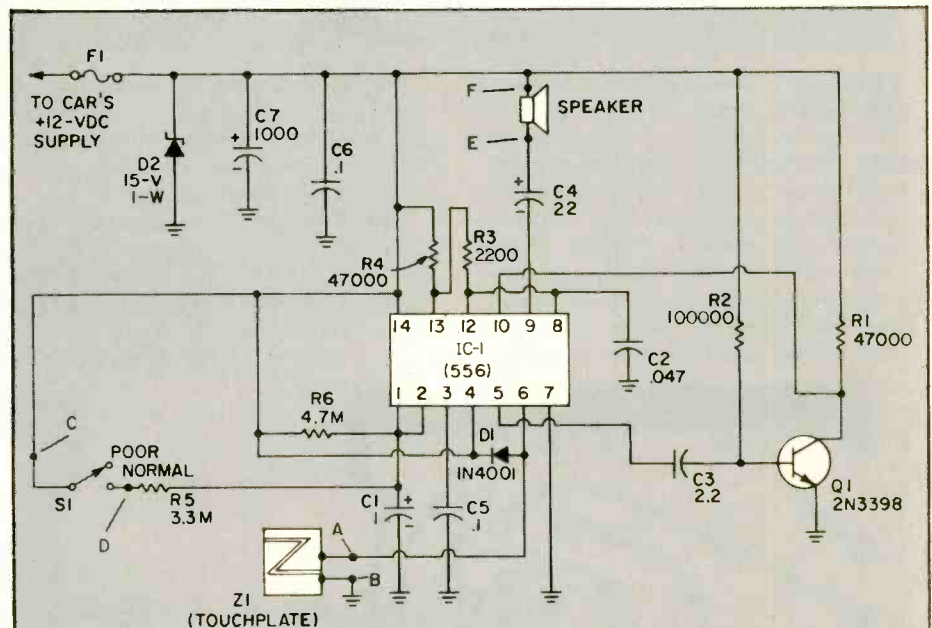 F1
TO CAR'S
+12-VDC
SUPPLY
D2
15-V
1-W
+
C7
1000
-
C6
.1
F
SPEAKER
E
+
C4
22
-
R4
47000
R3
2200
R2
100000
R1
47000
14
13
12
10
9
8
IC-1
(556)
1
2
3
4
5
6
7
C2
.047
R6
4.7M
C
POOR
NORMAL
S1
R5
3.3M
D
D1
1N4001
C1
1
+
-
C5
.1
C3
2.2
Q1
2N3398
A
B
Z1
(TOUCHPLATE)